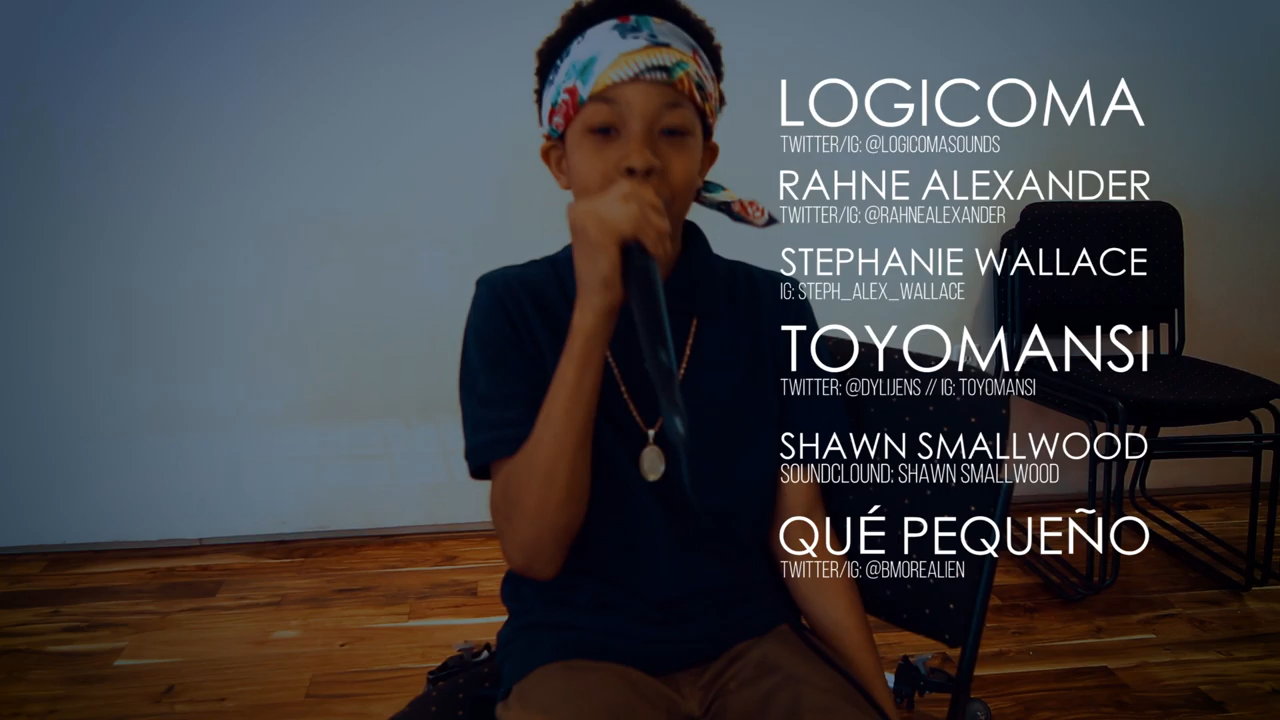 LOGICOMA
TWITTER/IG: @LOGICOMASOUNDS
RAHNE ALEXANDER
TWITTER/IG: @RAHNEALEXANDER
STEPHANIE WALLACE
IG: STEPH_ALEX_WALLACE
TOYOMANSI
TWITTER: @DYLIJENS // IG: TOYOMANSI
SHAWN SMALLWOOD
SOUNDCLOUND: SHAWN SMALLWOOD
QUÉ PEQUEÑO
TWITTER/IG: @BMOREALIEN